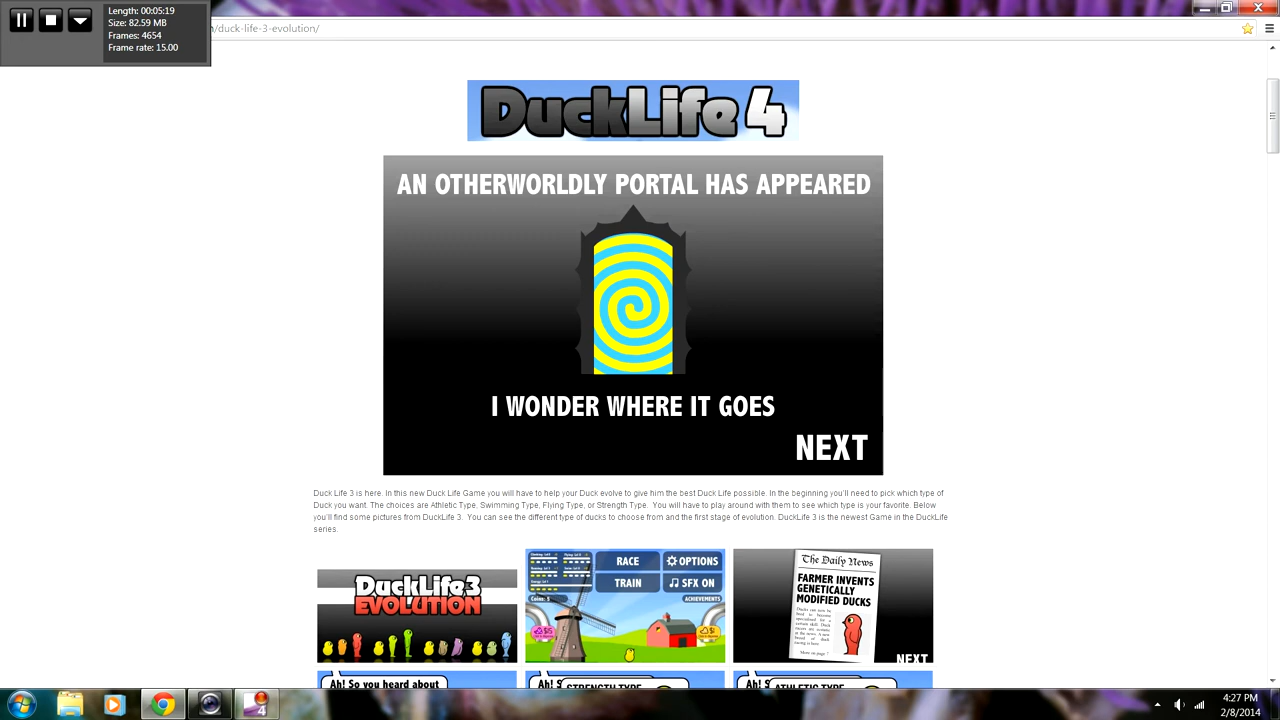 Length: 00:05:19
Size: 82.59 MB
Frames: 4654
Frame rate: 15.00
/duck-life-3-evolution/
DuckLife 4
AN OTHERWORLDLY PORTAL HAS APPEARED
I WONDER WHERE IT GOES
NEXT
Duck Life 3 is here. In this new Duck Life Game you will have to help your Duck evolve to give him the best Duck Life possible. In the beginning you'll need to pick which type of
Duck you want. The choices are Athletic Type, Swimming Type, Flying Type, or Strength Type. You will have to play around with them to see which type is your favorite. Below
you'll find some pictures from DuckLife 3. You can see the different type of ducks to choose from and the first stage of evolution. DuckLife 3 is the newest Game in the DuckLife
series.
DuckLife3
EVOLUTION
RACE
OPTIONS
TRAIN
SFX ON
Coins: 5
ACHIEVEMENTS
The Daily News
FARMER INVENTS
GENETICALLY
MODIFIED DUCKS
More on page 7
NEXT
Ah! So you heard about
Ah! S
STRENGTH TYPE
Ah! S
ATHLETIC TYPE
4:27 PM
2/8/2014